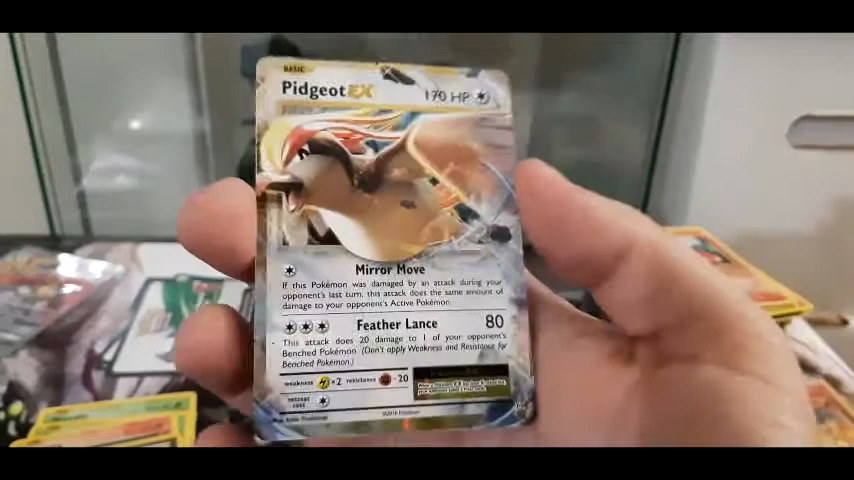 BASIC
Pidgeot EX 170 HP
Mirror Move
If this Pokémon was damaged by an attack during your
opponent's last turn, this attack does the same amount of
damage to your opponent's Active Pokémon.
Feather Lance 80
This attack does 20 damage to 1 of your opponent's
Benched Pokémon. (Don't apply Weakness and Resistance for
Benched Pokémon.)
weakness ×2 resistance -20
retreat cost
©2016 Pokémon